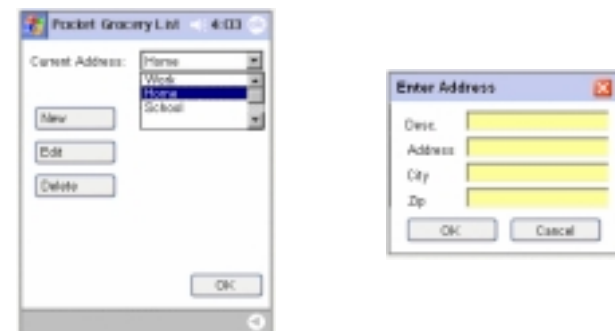 Pocket Grocery List 4:03
Current Address: Home
Work
Home
School
New
Edit
Delete
OK
Enter Address
Desc.
Address
City
Zip
OK Cancel